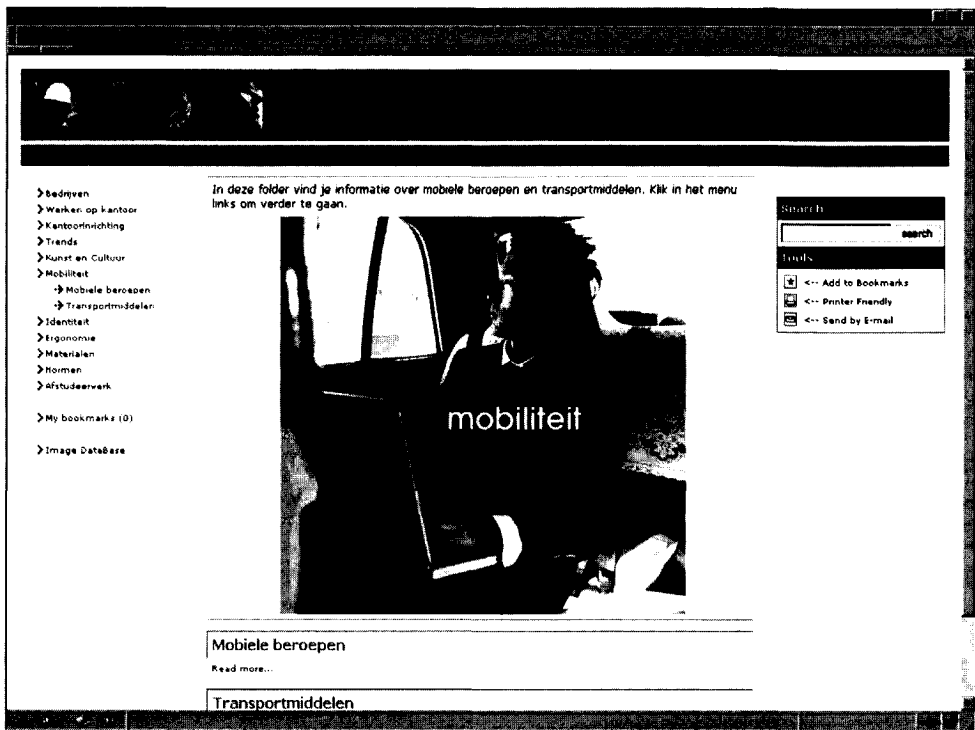 Bedrijven
Werken op kantoor
Kantoorinrichting
Trends
Kunst en Cultuur
Mobiliteit
Mobiele beroepen
Transportmiddelen
Identiteit
Ergonomie
Materialen
Normen
Afstudeerwerk
My bookmarks (0)
Image DataBase
In deze folder vind je informatie over mobiele beroepen en transportmiddelen. Klik in het menu
links om verder te gaan.
mobiliteit
Mobiele beroepen
Read more...
Transportmiddelen
Search
search
Tools
<-- Add to Bookmarks
<-- Printer Friendly
<-- Send by E-mail